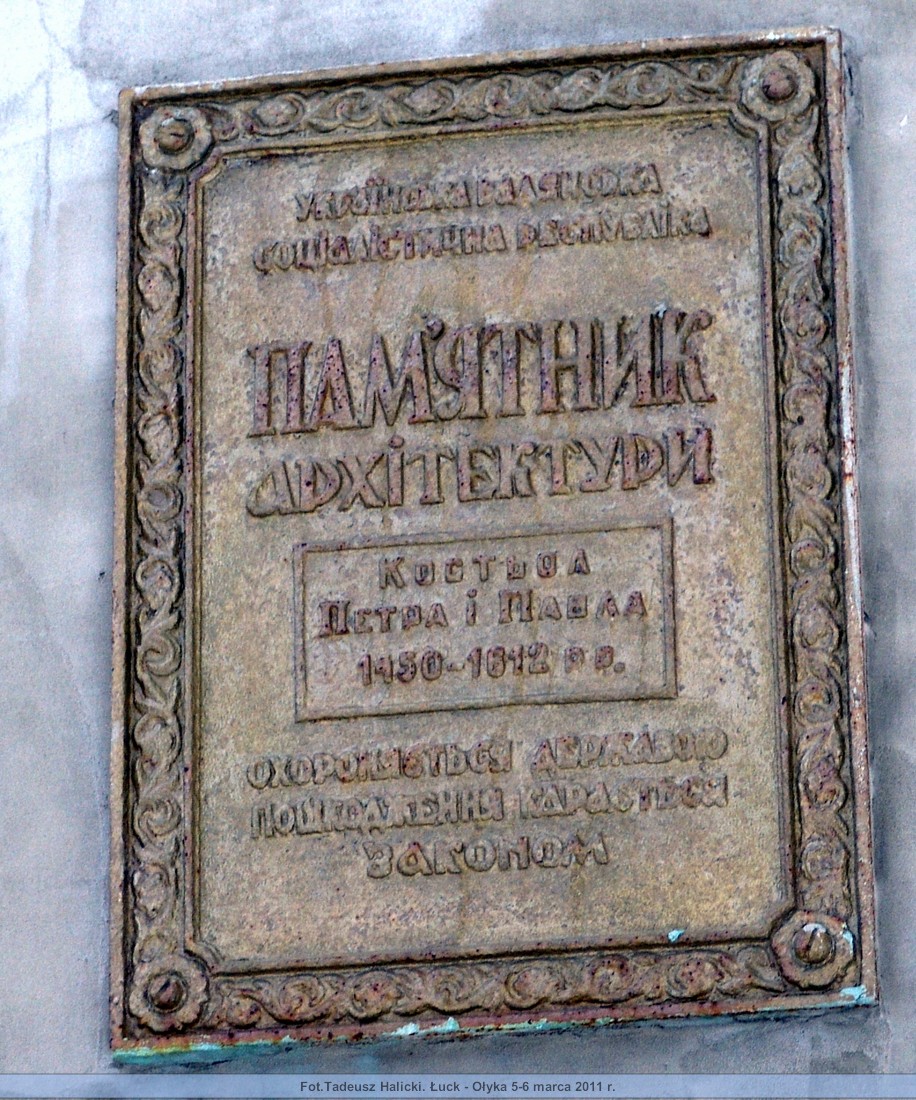 УКРАЇНСЬКА РАДЯНСЬКА
СОЦІАЛІСТИЧНА РЕСПУБЛІКА
ПАМ'ЯТНИК
АРХІТЕКТУРИ
КОСТЬОЛ
ПЕТРА І ПАВЛА
1450-1612 Р Р.
ОХОРОНЯЄТЬСЯ ДЕРЖАВОЮ
ПОШКОДЖЕННЯ КАРАЄТЬСЯ
ЗАКОНОМ
Fot.Tadeusz Halicki. Łuck - Ołyka 5-6 marca 2011 r.